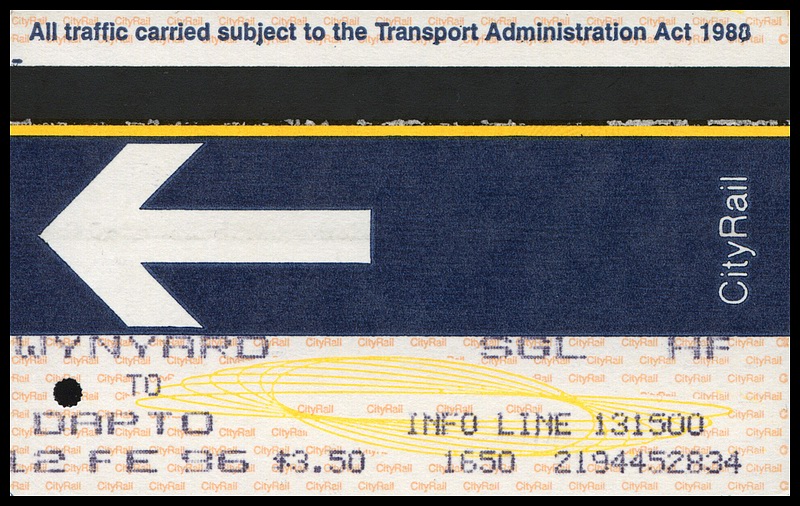 All traffic carried subject to the Transport Administration Act 1988
CityRail
WYNYARD SGL HF
TO
DAPTO INFO LINE 131500
12 FE 96 $3.50 1650 2194452834